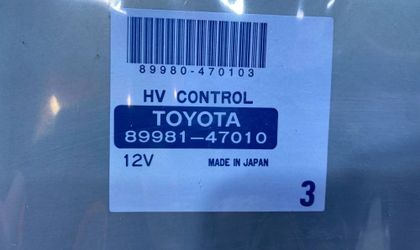 89980-470103
HV CONTROL
TOYOTA
89981-47010
12V MADE IN JAPAN
3